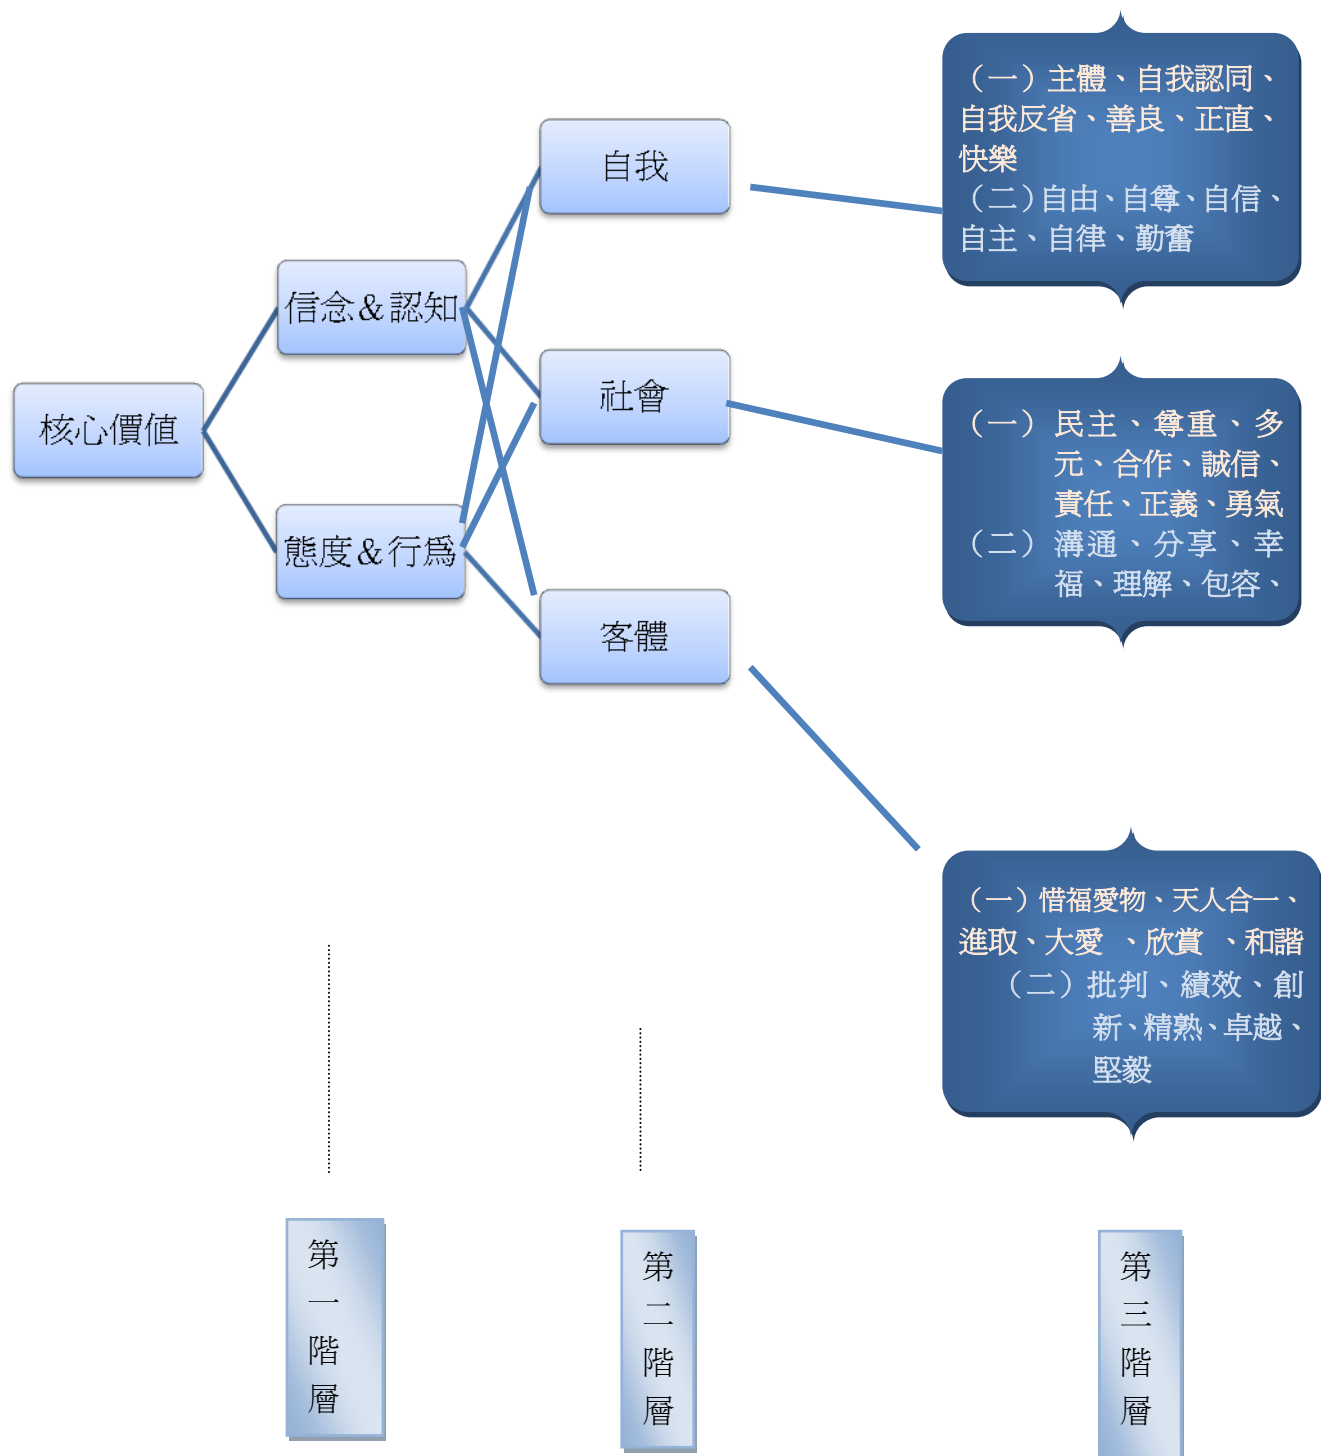 核心價值
信念＆認知
態度＆行為
自我
社會
客體
（一）主體、自我認同、
自我反省、善良、正直、
快樂
（二）自由、自尊、自信、
自主、自律、勤奮
（一）民主、尊重、多
元、合作、誠信、
責任、正義、勇氣
（二）溝通、分享、幸
福、理解、包容、
（一）惜福愛物、天人合一、
進取、大愛 、欣賞 、和諧
（二）批判、績效、創
新、精熟、卓越、
堅毅
第一階層
第二階層
第三階層